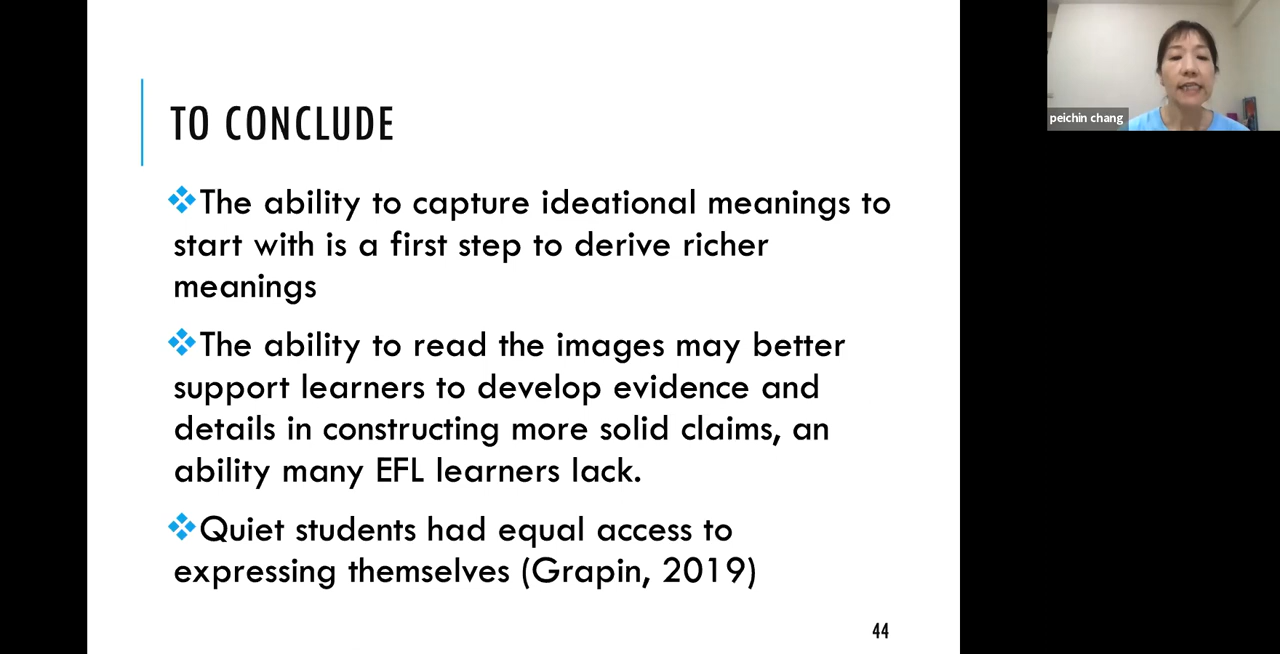 TO CONCLUDE
The ability to capture ideational meanings to
start with is a first step to derive richer
meanings
The ability to read the images may better
support learners to develop evidence and
details in constructing more solid claims, an
ability many EFL learners lack.
Quiet students had equal access to
expressing themselves (Grapin, 2019)
44
peichin chang